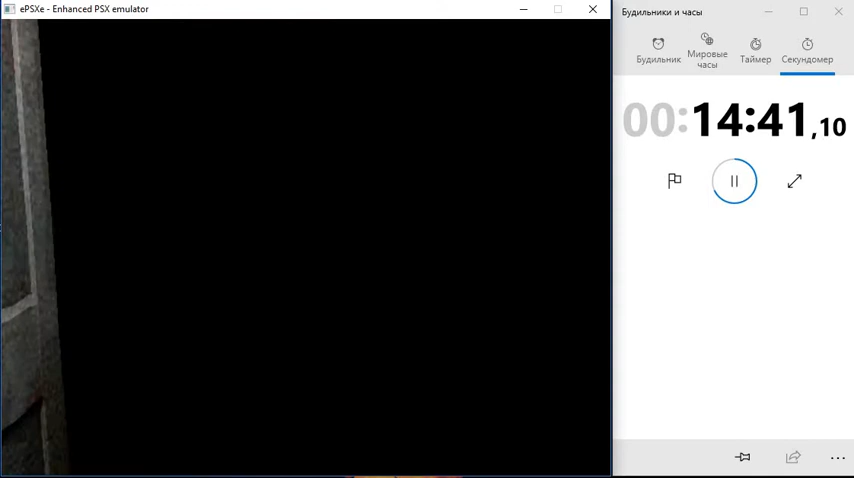 ePSXe - Enhanced PSX emulator
Будильники и часы
Будильник
Мировые
часы
Таймер
Секундомер
00:14:41,10